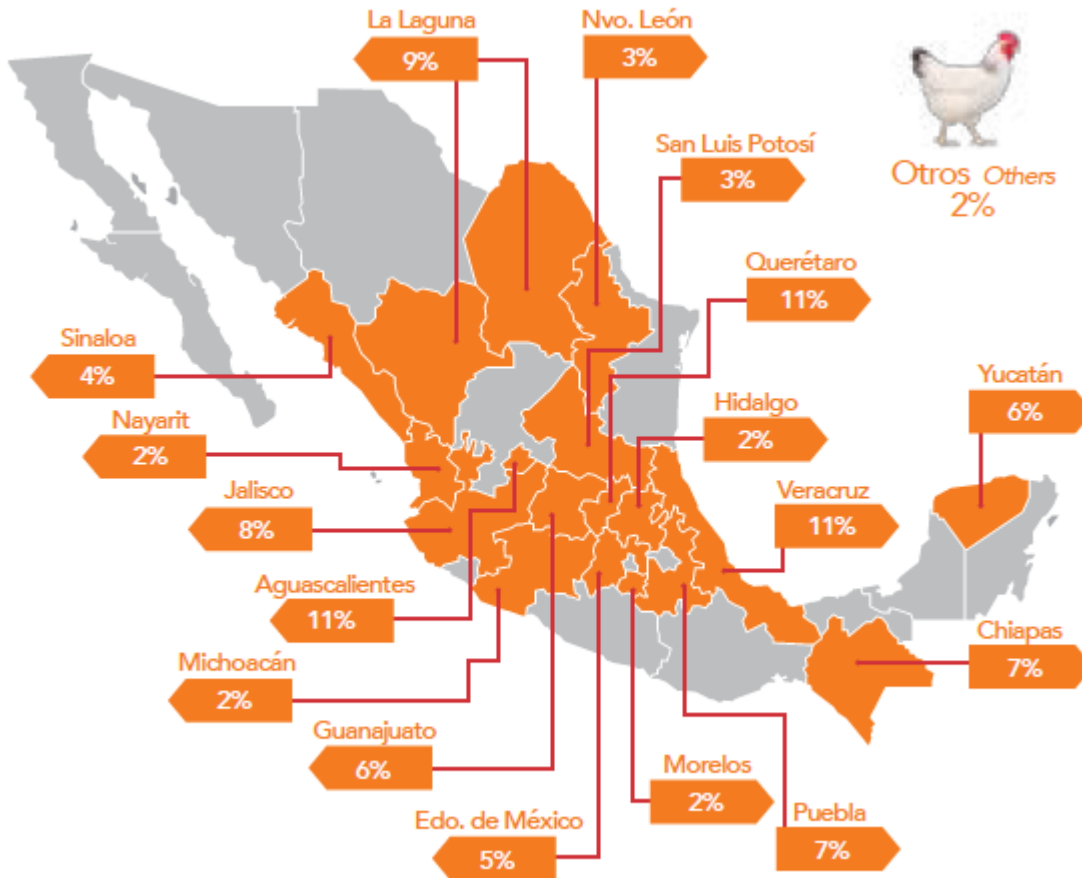 La Laguna
9%
Nvo. León
3%
San Luis Potosí
3%
Otros Others
2%
Querétaro
11%
Sinaloa
4%
Yucatán
6%
Nayarit
2%
Hidalgo
2%
Jalisco
8%
Veracruz
11%
Aguascalientes
11%
Chiapas
7%
Michoacán
2%
Guanajuato
6%
Morelos
2%
Edo. de México
5%
Puebla
7%